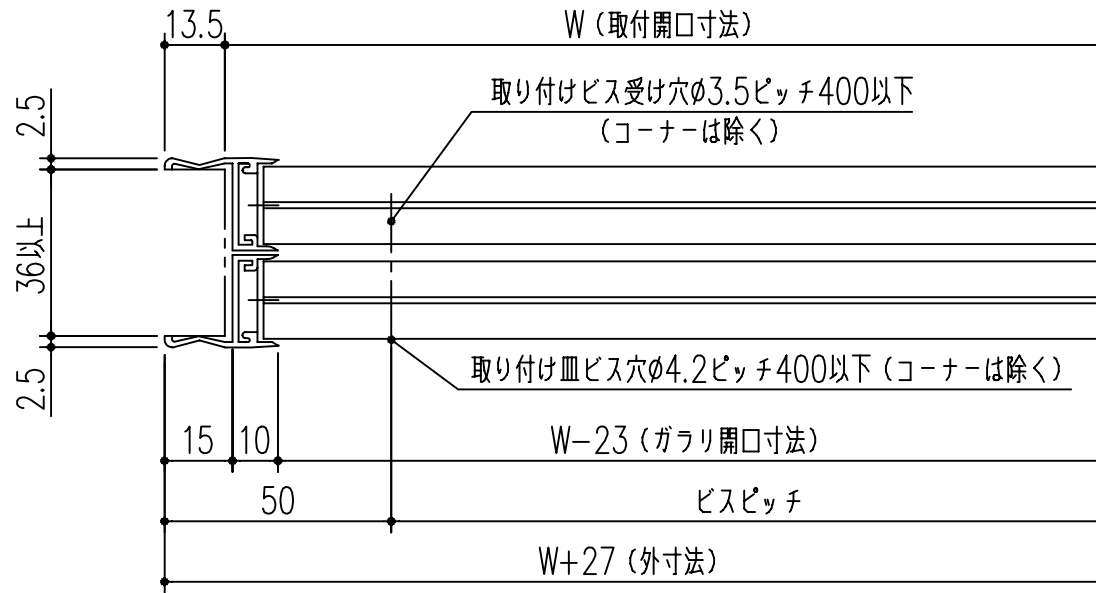 13.5
W（取付開口寸法）
取り付けビス受け穴φ3.5ピッチ400以下
（コーナーは除く）
2.5
36以上
2.5
取り付け皿ビス穴φ4.2ピッチ400以下（コーナーは除く）
15
10
W−23（ガラリ開口寸法）
50
ビスピッチ
W+27（外寸法）